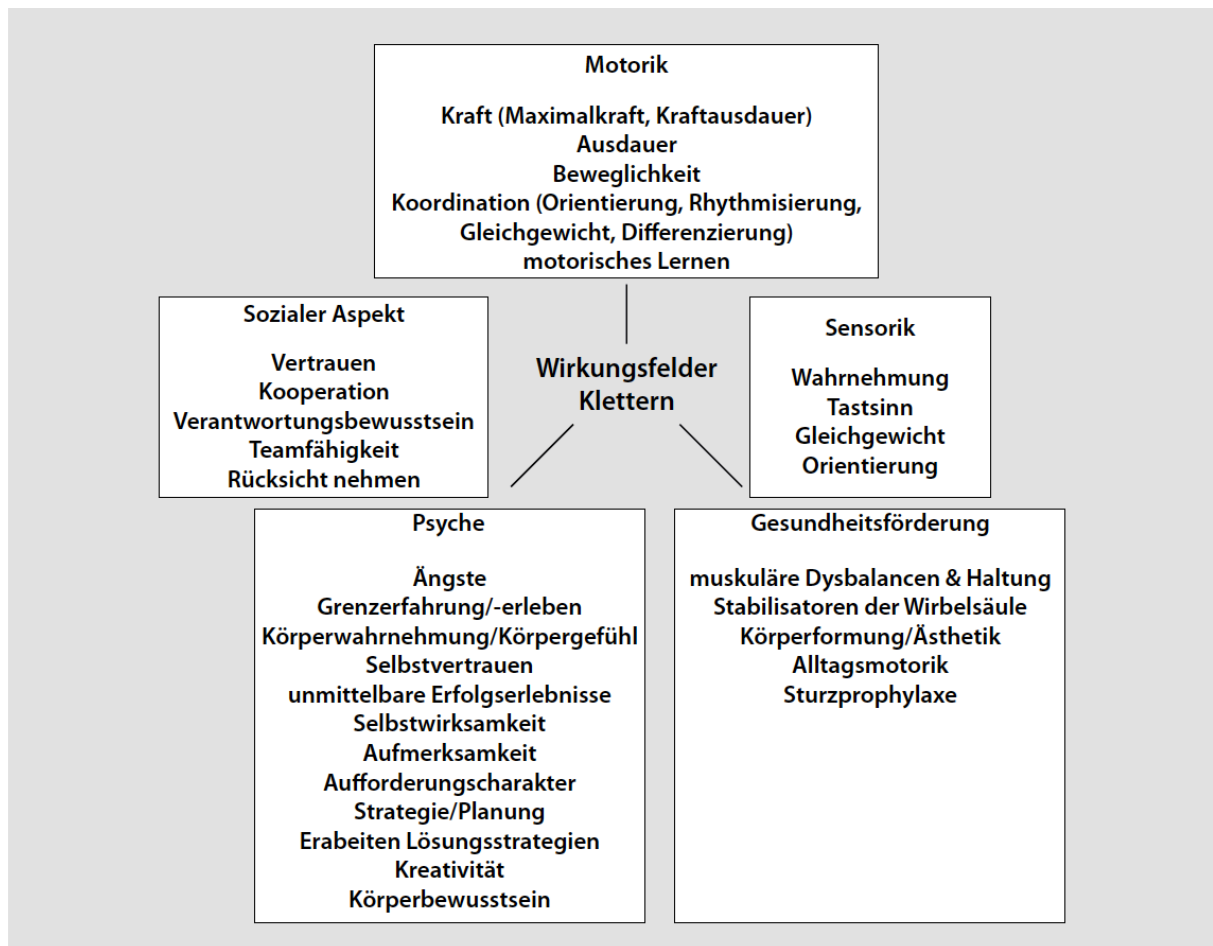 Motorik
Kraft (Maximalkraft, Kraftausdauer)
Ausdauer
Beweglichkeit
Koordination (Orientierung, Rhythmisierung,
Gleichgewicht, Differenzierung)
motorisches Lernen
Sozialer Aspekt
Vertrauen
Kooperation
Verantwortungsbewusstsein
Teamfähigkeit
Rücksicht nehmen
Wirkungsfelder
Klettern
Sensorik
Wahrnehmung
Tastsinn
Gleichgewicht
Orientierung
Psyche
Ängste
Grenzerfahrung/-erleben
Körperwahrnehmung/Körpergefühl
Selbstvertrauen
unmittelbare Erfolgserlebnisse
Selbstwirksamkeit
Aufmerksamkeit
Aufforderungscharakter
Strategie/Planung
Erabeiten Lösungsstrategien
Kreativität
Körperbewusstsein
Gesundheitsförderung
muskuläre Dysbalancen & Haltung
Stabilisatoren der Wirbelsäule
Körperformung/Ästhetik
Alltagsmotorik
Sturzprophylaxe